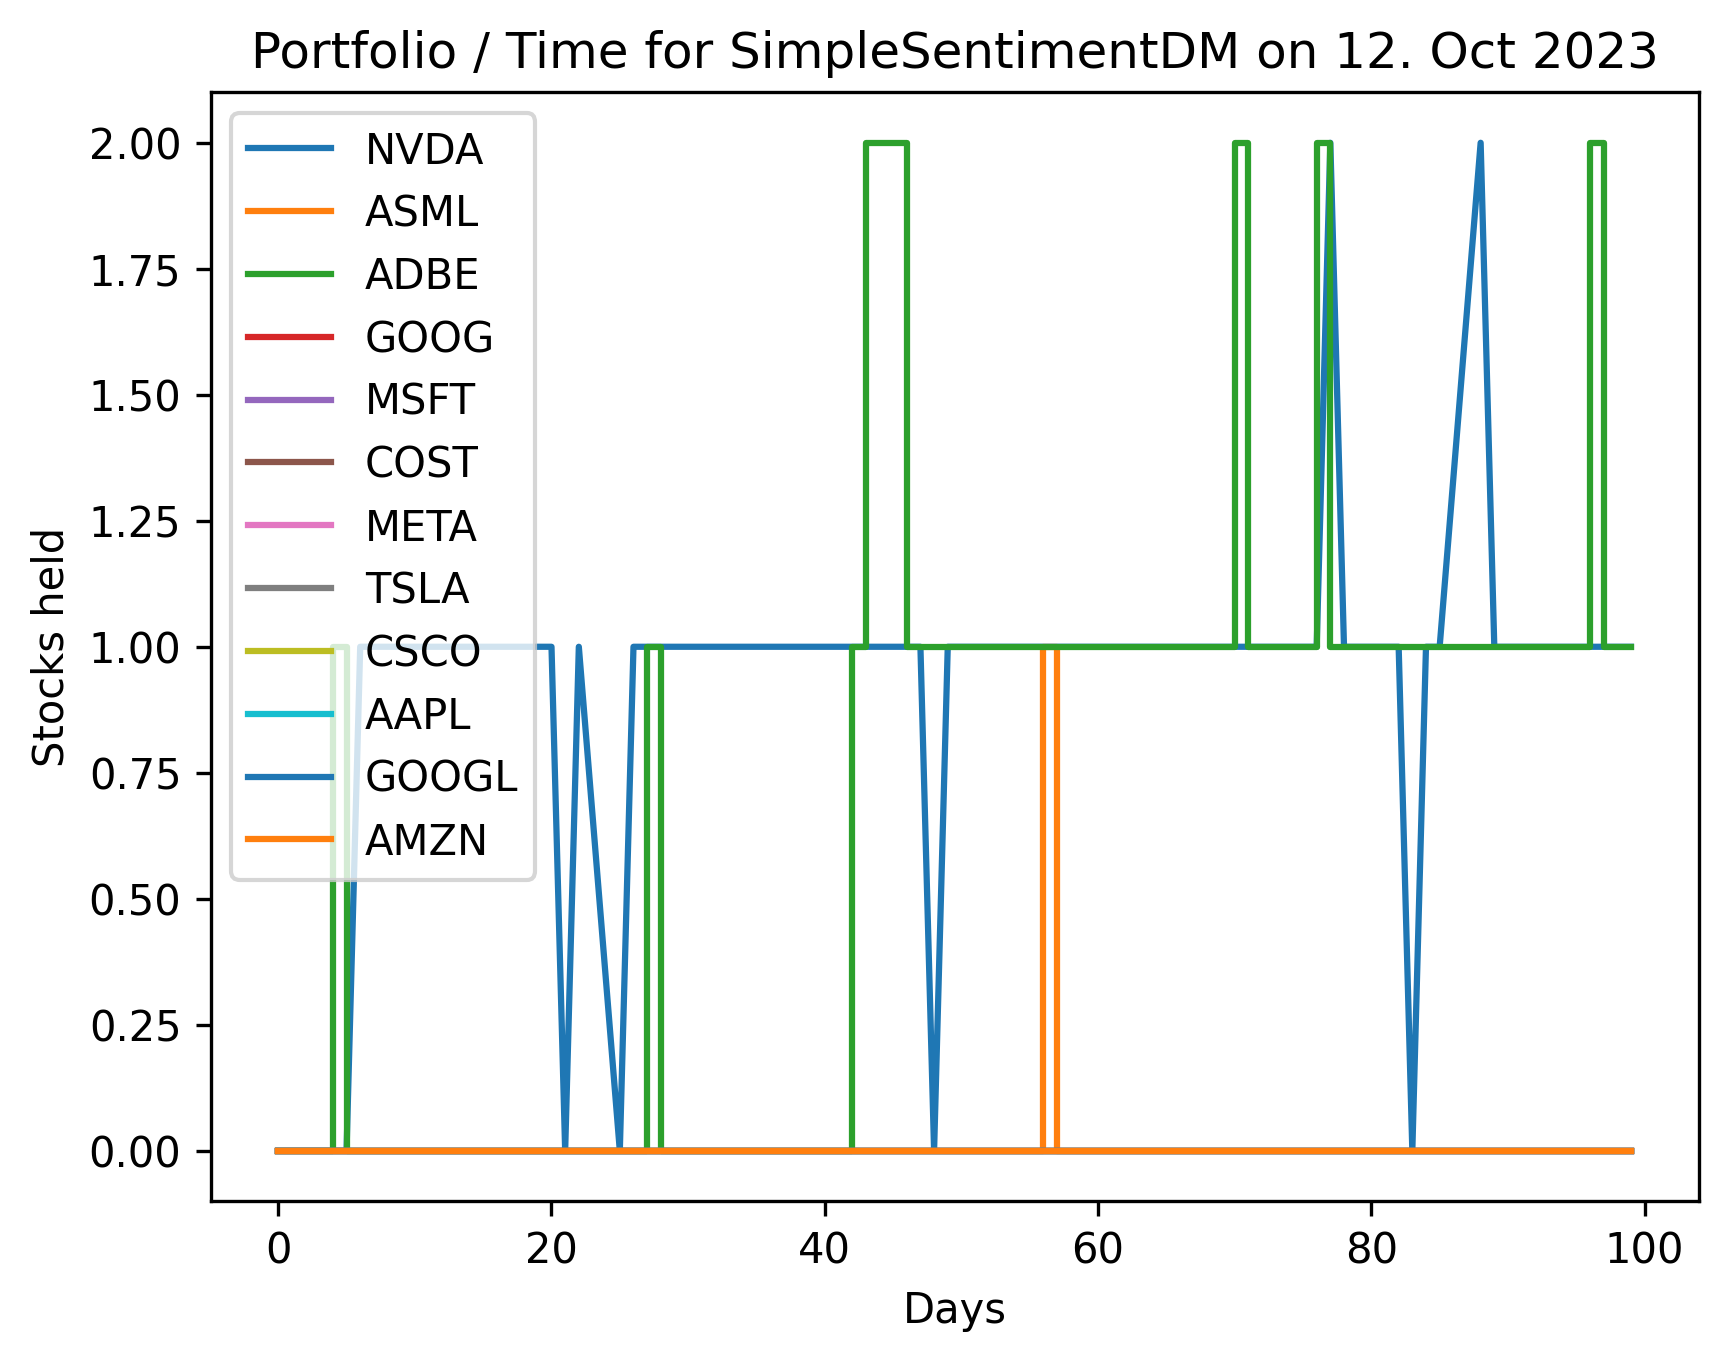 Portfolio / Time for SimpleSentimentDM on 12. Oct 2023
2.00
1.75
1.50
1.25
1.00
0.75
0.50
0.25
0.00
Stocks held
NVDA
ASML
ADBE
GOOG
MSFT
COST
META
TSLA
CSCO
AAPL
GOOGL
AMZN
0 20 40 60 80 100
Days